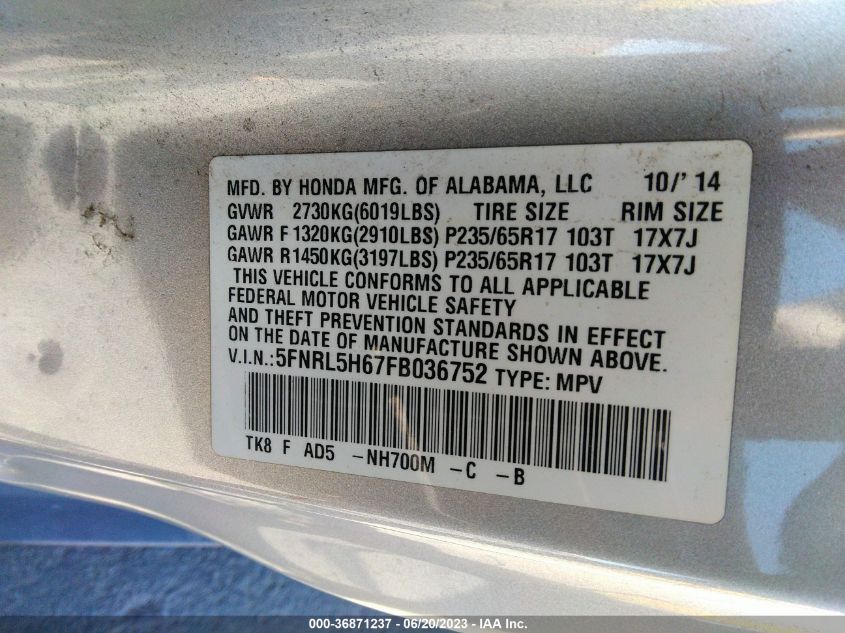 MFD. BY HONDA MFG. OF ALABAMA, LLC 10/' 14
GVWR 2730KG(6019LBS) TIRE SIZE RIM SIZE
GAWR F 1320KG(2910LBS) P235/65R17 103T 17X7J
GAWR R1450KG(3197LBS) P235/65R17 103T 17X7J
THIS VEHICLE CONFORMS TO ALL APPLICABLE
FEDERAL MOTOR VEHICLE SAFETY
AND THEFT PREVENTION STANDARDS IN EFFECT
ON THE DATE OF MANUFACTURE SHOWN ABOVE.
V.I.N.:5FNRL5H67FB036752 TYPE: MPV
TK8 F AD5 -NH700M -C -B
000-36871237 - 06/20/2023 - IAA Inc.